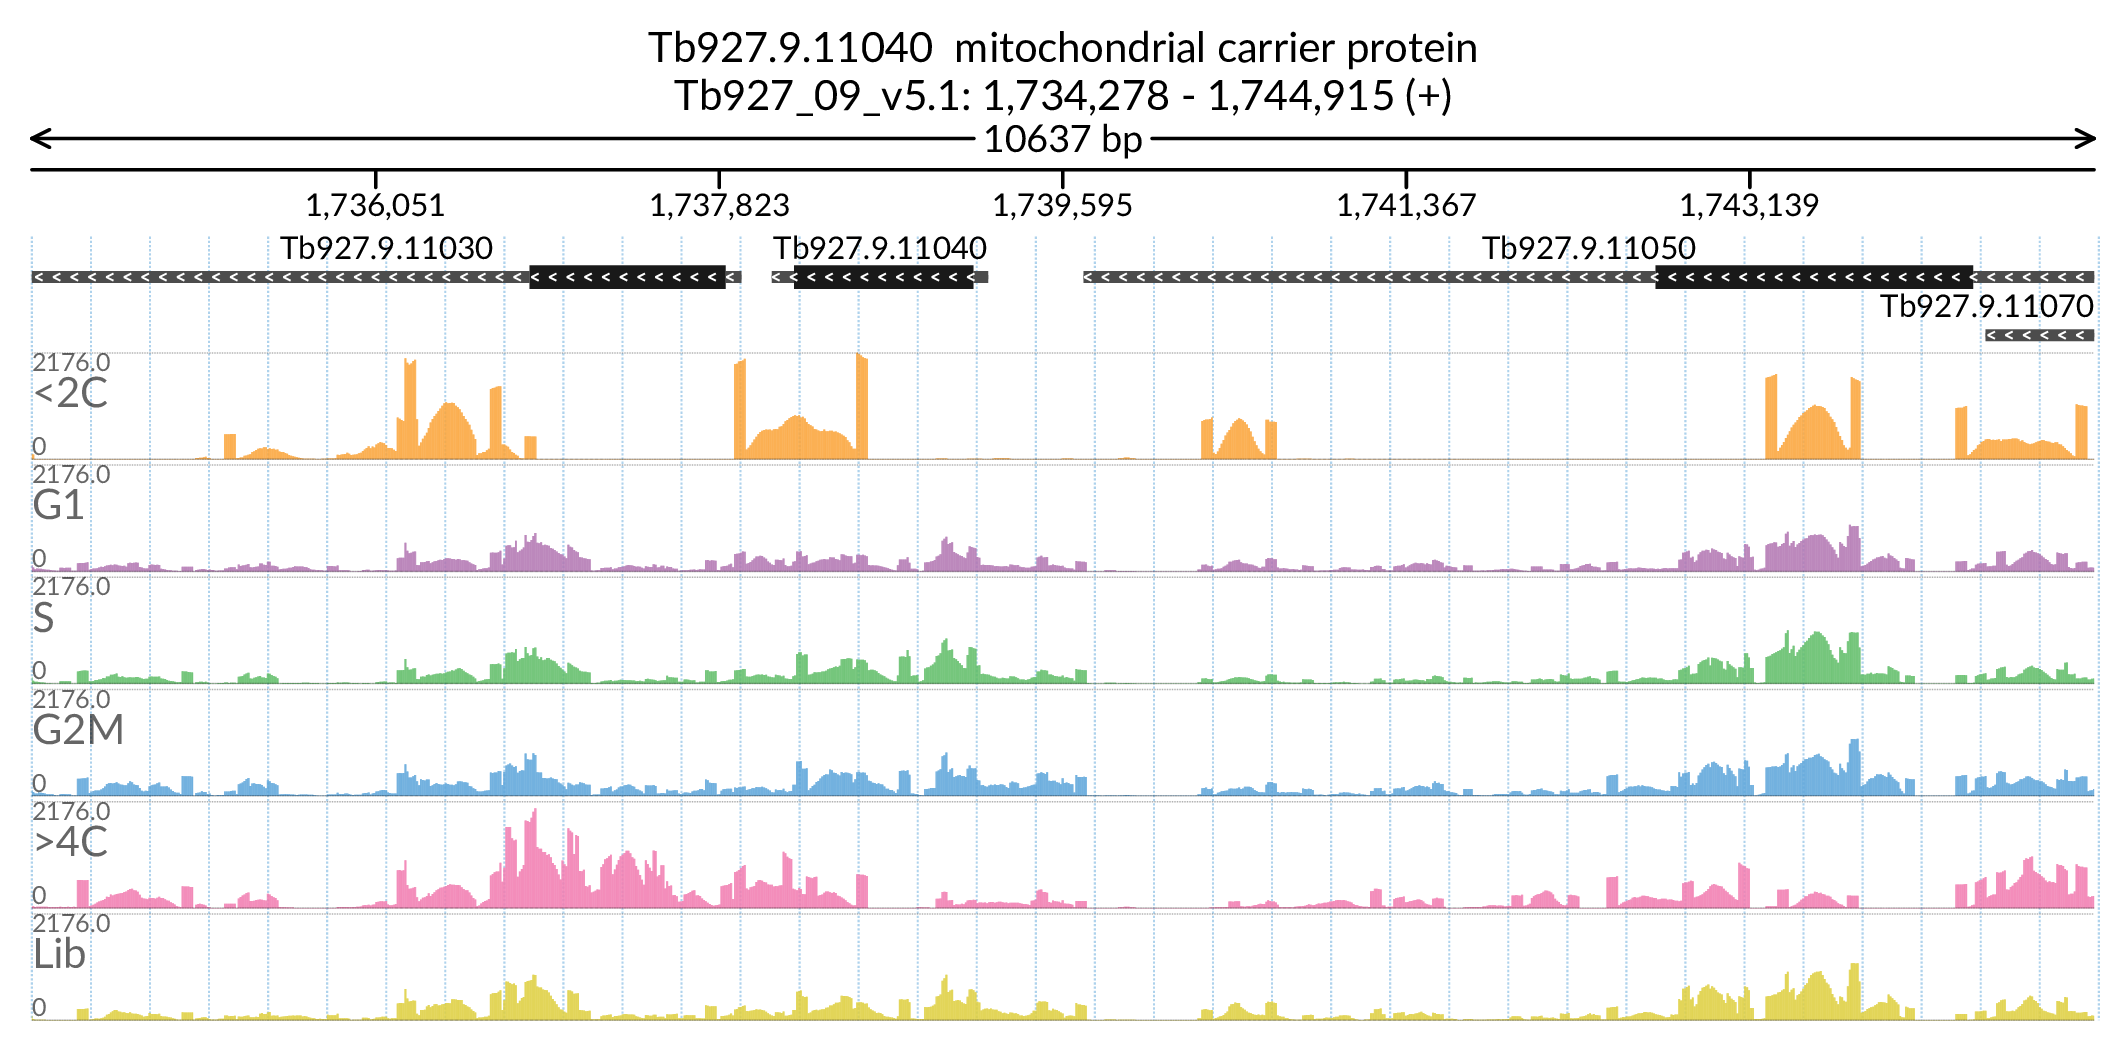 Tb927.9.11040  mitochondrial carrier protein
Tb927_09_v5.1: 1,734,278 - 1,744,915 (+)
10637 bp
1,736,051 1,737,823 1,739,595 1,741,367 1,743,139
Tb927.9.11030 Tb927.9.11040 Tb927.9.11050
Tb927.9.11070
2176.0
<2C
0
2176.0
G1
0
2176.0
S
0
2176.0
G2M
0
2176.0
>4C
0
2176.0
Lib
0